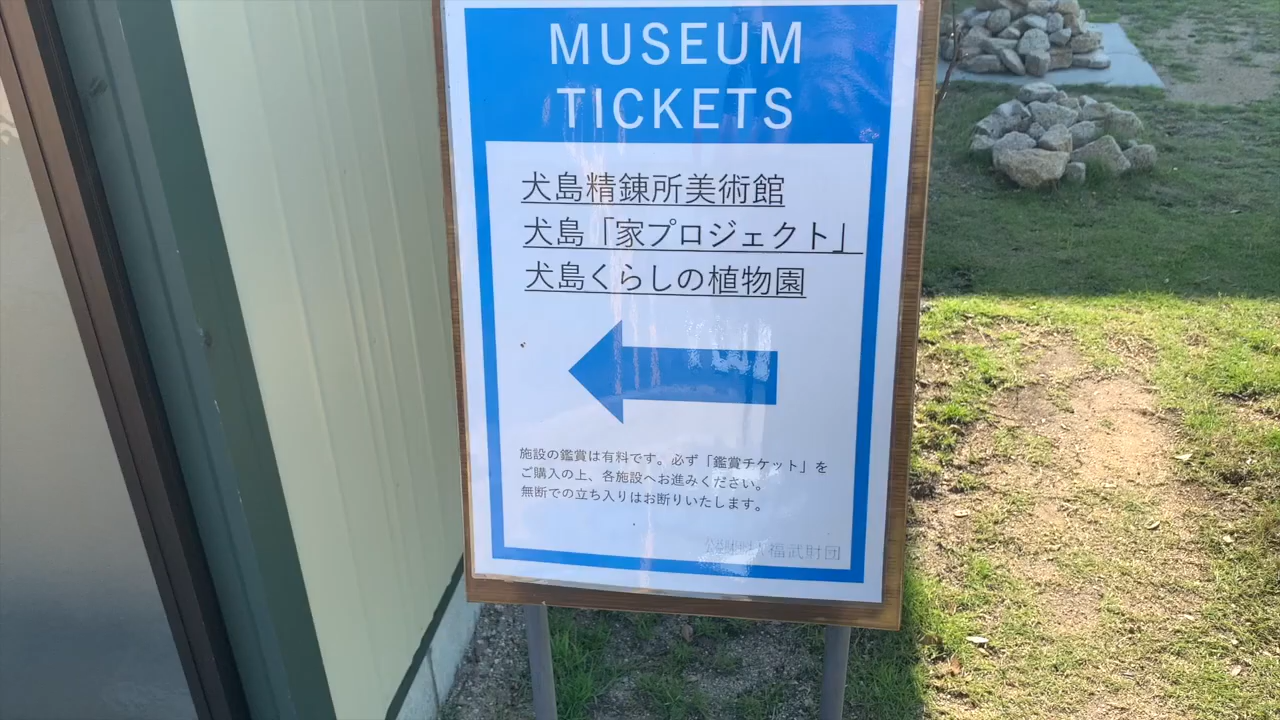 MUSEUM
TICKETS
犬島精錬所美術館
犬島「家プロジェクト」
犬島くらしの植物園
施設の鑑賞は有料です。必ず「鑑賞チケット」を
ご購入の上、各施設へお進みください。
無断での立ち入りはお断りいたします。
福武財団